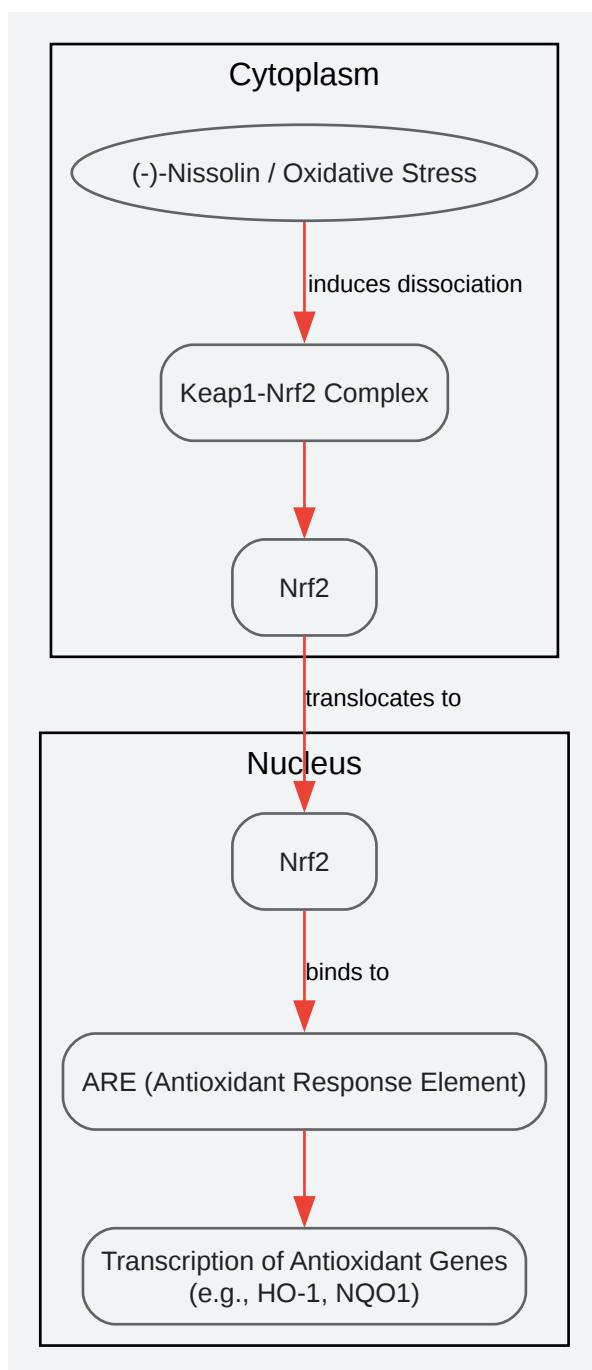 Cytoplasm
(-)-Nissolin / Oxidative Stress
induces dissociation
Keap1-Nrf2 Complex
Nrf2
translocates to
Nucleus
Nrf2
binds to
ARE (Antioxidant Response Element)
Transcription of Antioxidant Genes
(e.g., HO-1, NQO1)